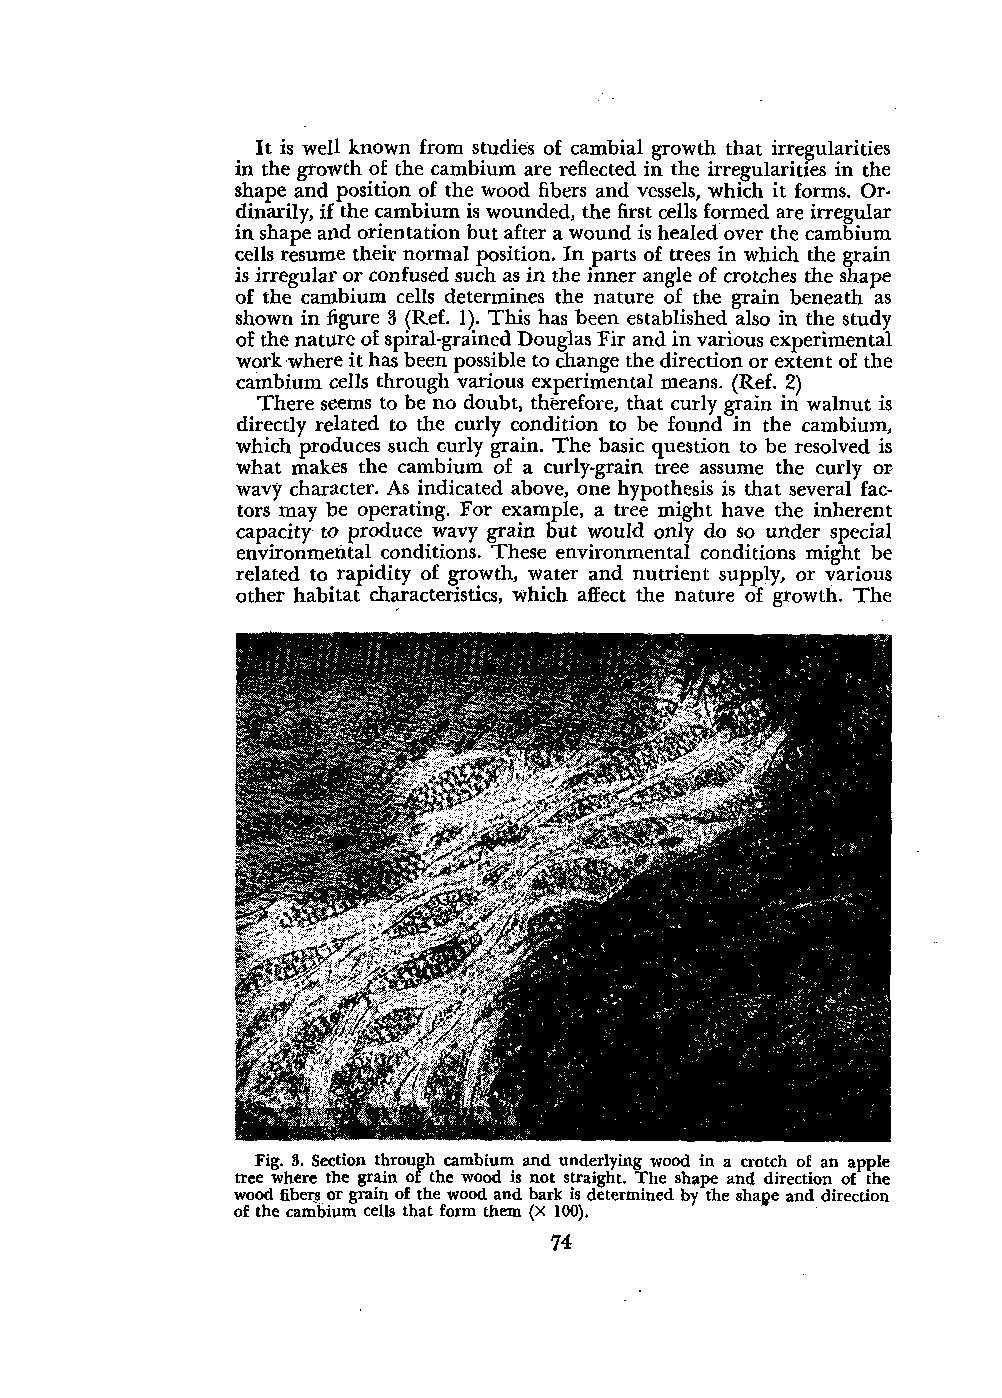 It is well known from studies of cambial growth that irregularities
in the growth of the cambium are reflected in the irregularities in the
shape and position of the wood fibers and vessels, which it forms. Or-
dinarily, if the cambium is wounded, the first cells formed are irregular
in shape and orientation but after a wound is healed over the cambium
cells resume their normal position. In parts of trees in which the grain
is irregular or confused such as in the inner angle of crotches the shape
of the cambium cells determines the nature of the grain beneath as
shown in figure 3 (Ref. 1). This has been established also in the study
of the nature of spiral-grained Douglas Fir and in various experimental
work where it has been possible to change the direction or extent of the
cambium cells through various experimental means. (Ref. 2)
There seems to be no doubt, therefore, that curly grain in walnut is
directly related to the curly condition to be found in the cambium,
which produces such curly grain. The basic question to be resolved is
what makes the cambium of a curly-grain tree assume the curly or
wavy character. As indicated above, one hypothesis is that several fac-
tors may be operating. For example, a tree might have the inherent
capacity to produce wavy grain but would only do so under special
environmental conditions. These environmental conditions might be
related to rapidity of growth, water and nutrient supply, or various
other habitat characteristics, which affect the nature of growth. The
Fig. 3. Section through cambium and underlying wood in a crotch of an apple
tree where the grain of the wood is not straight. The shape and direction of the
wood fibers or grain of the wood and bark is determined by the shape and direction
of the cambium cells that form them (× 100).
74